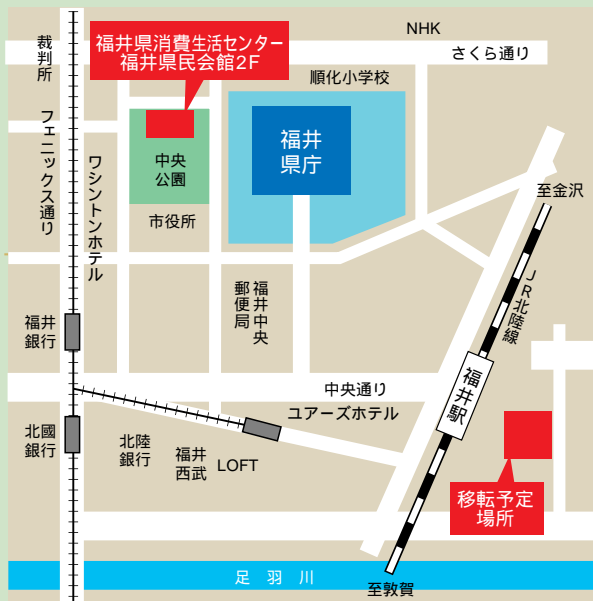 NHK
さくら通り
裁判所
福井県消費生活センター
福井県民会館2F
順化小学校
フェニックス通り
ワシントンホテル
中央
公園
福井
県庁
市役所
至金沢
JR北陸線
福井中央
郵便局
福井
銀行
中央通り
ユアーズホテル
福井駅
北國
銀行
北陸
銀行
福井
西武
LOFT
移転予定
場所
足羽川
至敦賀